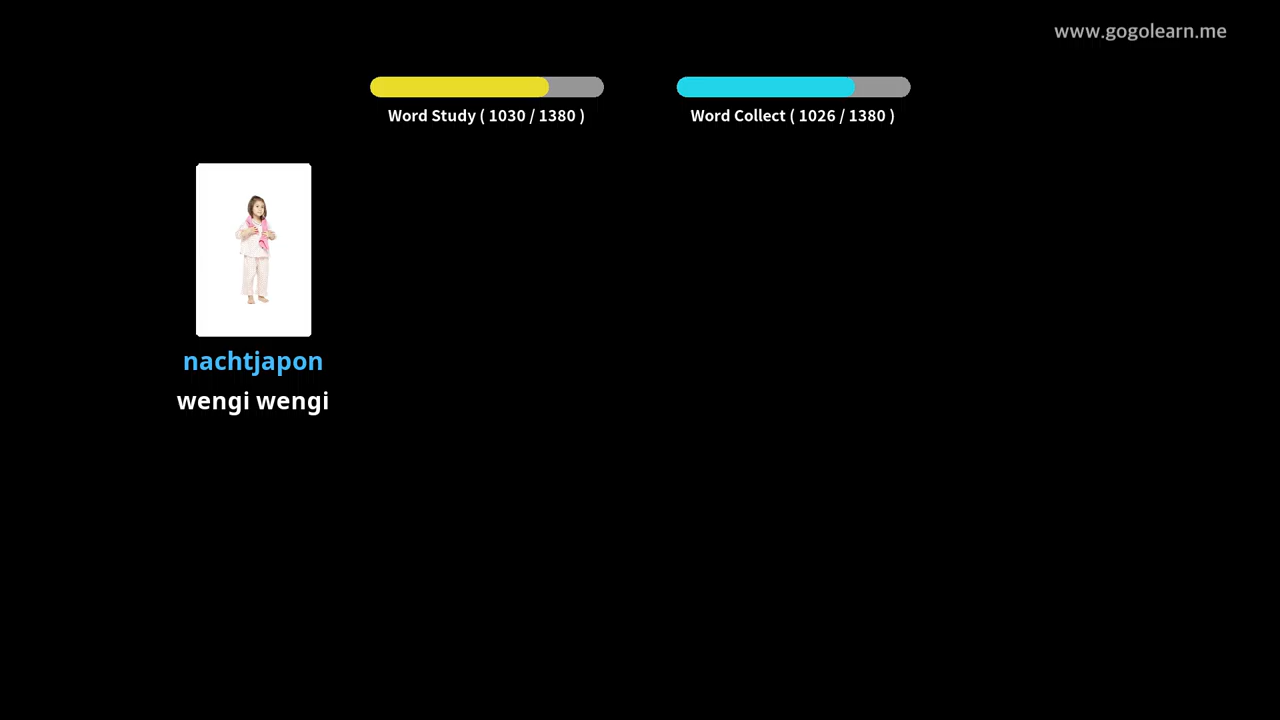 www.gogolearn.me
Word Study ( 1030 / 1380 )
Word Collect ( 1026 / 1380 )
nachtjapon
wengi wengi